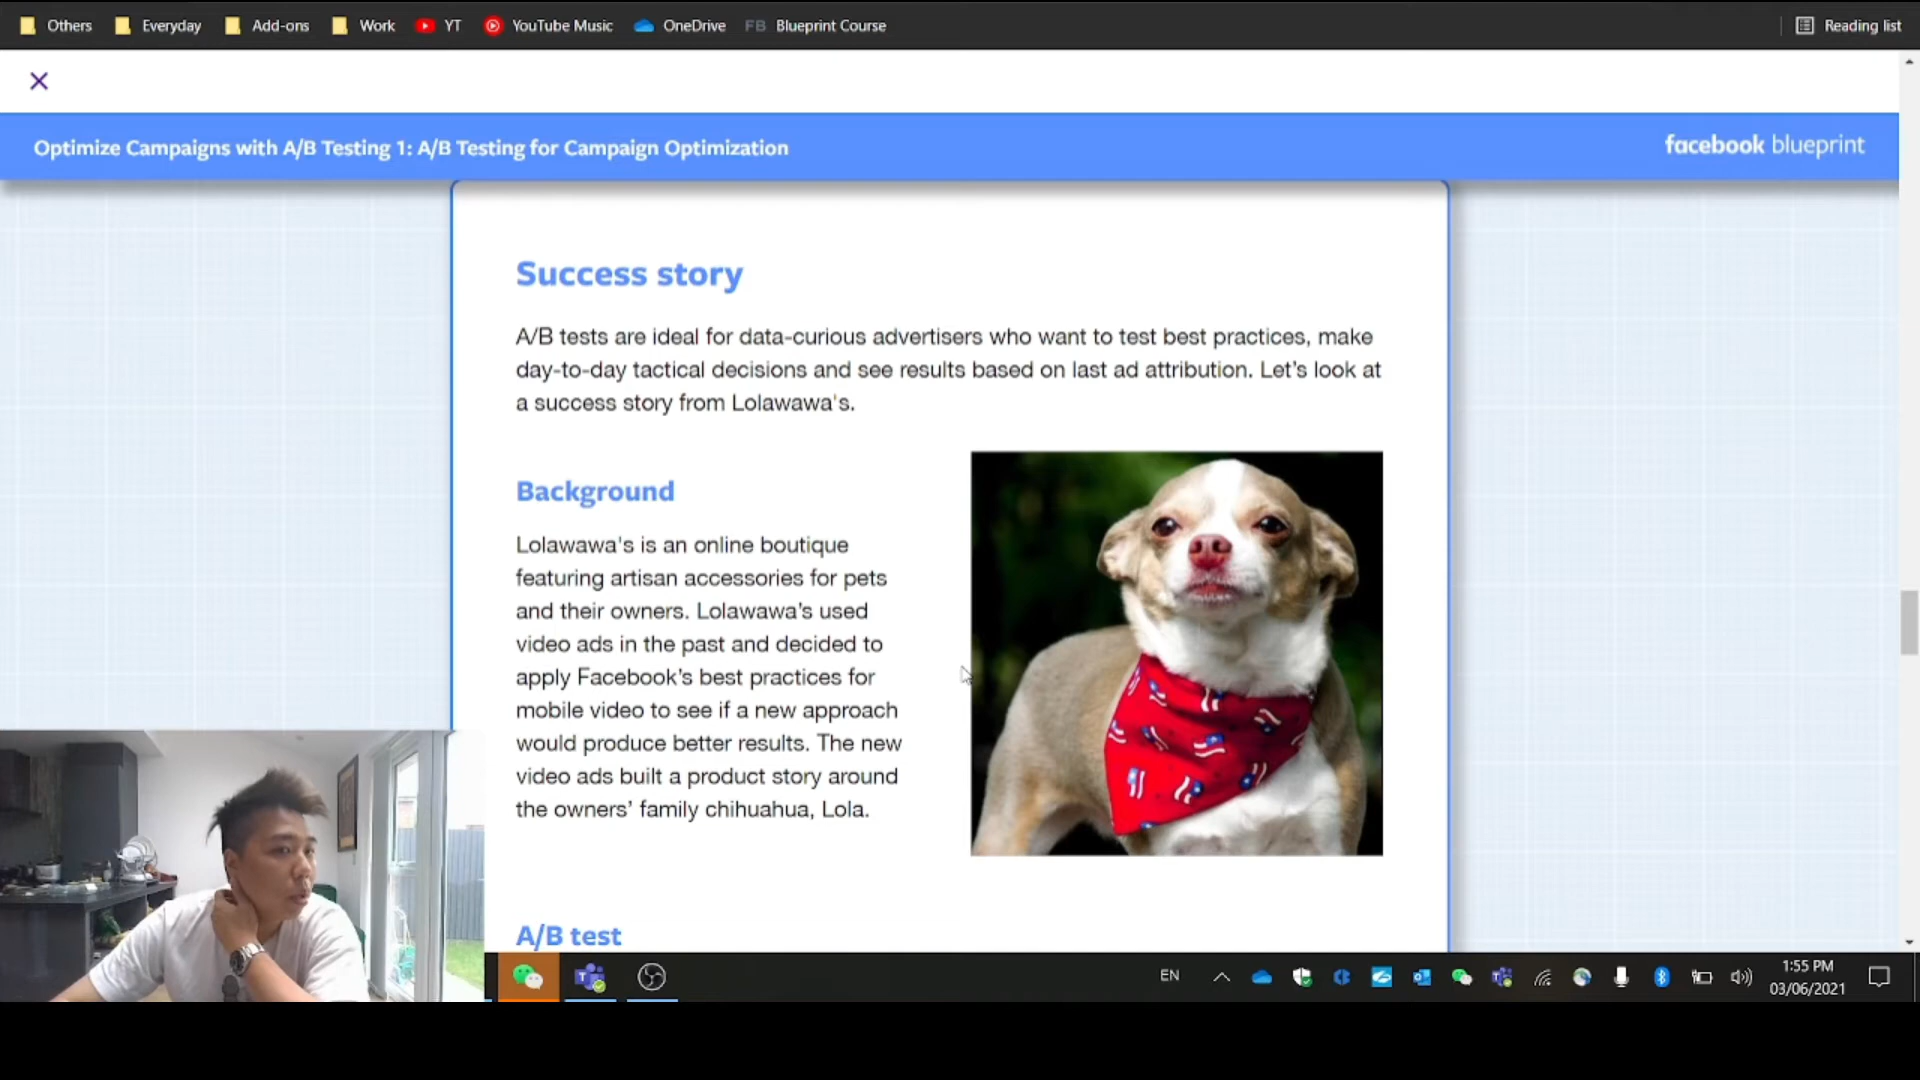 Others Everyday Add-ons Work YT YouTube Music OneDrive FB Blueprint Course Reading list
Optimize Campaigns with A/B Testing 1: A/B Testing for Campaign Optimization
facebook blueprint
Success story
A/B tests are ideal for data-curious advertisers who want to test best practices, make
day-to-day tactical decisions and see results based on last ad attribution. Let's look at
a success story from Lolawawa's.
Background
Lolawawa's is an online boutique
featuring artisan accessories for pets
and their owners. Lolawawa's used
video ads in the past and decided to
apply Facebook's best practices for
mobile video to see if a new approach
would produce better results. The new
video ads built a product story around
the owners' family chihuahua, Lola.
A/B test
EN
1:55 PM
03/06/2021